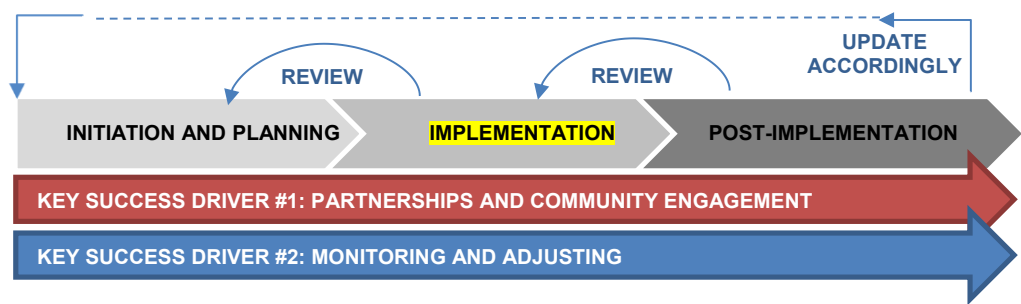 UPDATE
ACCORDINGLY
REVIEW
REVIEW
INITIATION AND PLANNING
IMPLEMENTATION
POST-IMPLEMENTATION
KEY SUCCESS DRIVER #1: PARTNERSHIPS AND COMMUNITY ENGAGEMENT
KEY SUCCESS DRIVER #2: MONITORING AND ADJUSTING